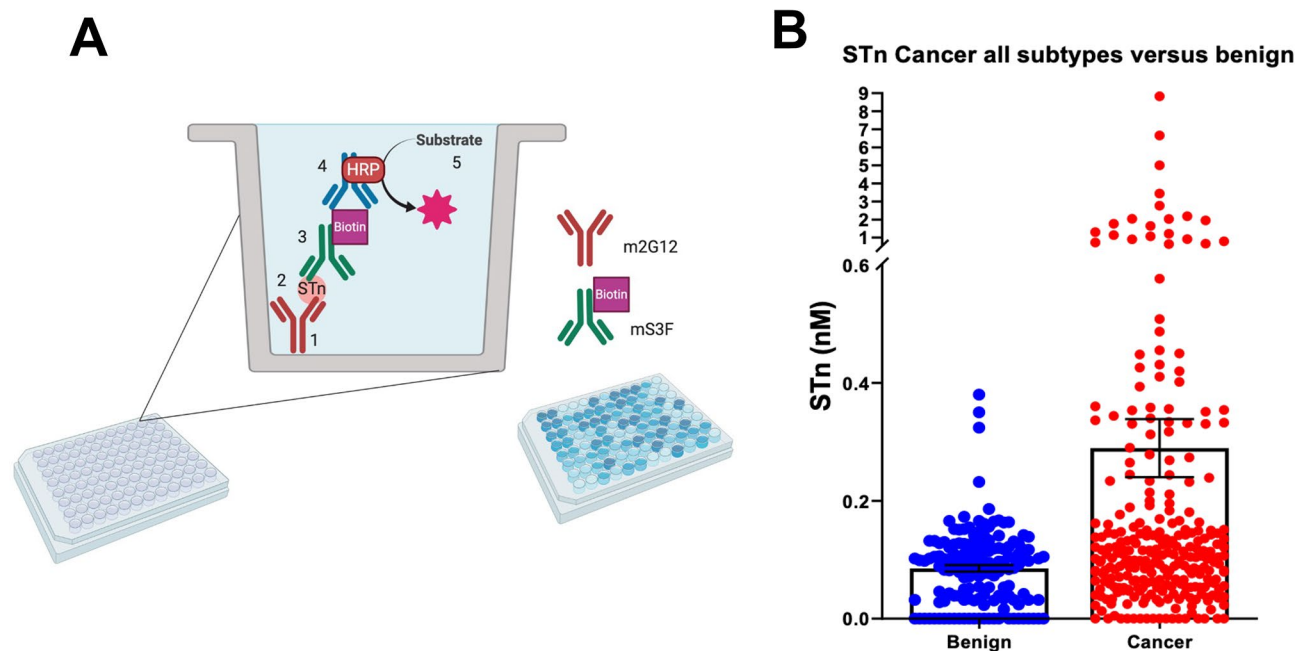 A
Substrate
4
HRP
5
Biotin
3
2
STn
1
m2G12
Biotin
mS3F
B
STn Cancer all subtypes versus benign
9
8
7
6
5
4
3
2
1
0.6
0.4
0.2
0.0
STn (nM)
Benign
Cancer